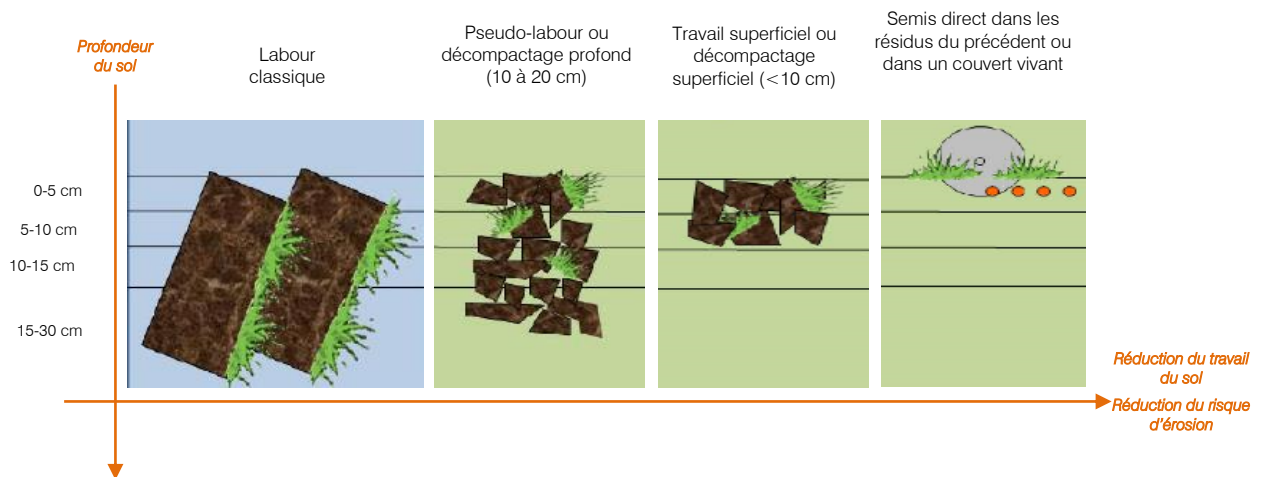 Profondeur
du sol
Labour
classique
Pseudo-labour ou
décompactage profond
(10 à 20 cm)
Travail superficiel ou
décompactage
superficiel (<10 cm)
Semis direct dans les
résidus du précédent ou
dans un couvert vivant
0-5 cm
5-10 cm
10-15 cm
15-30 cm
Réduction du travail
du sol
Réduction du risque
d'érosion